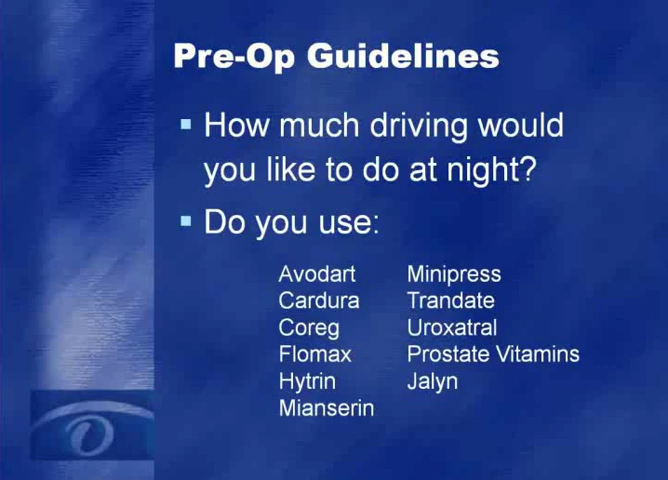 Pre-Op Guidelines
How much driving would
you like to do at night?
Do you use:
Avodart Minipress
Cardura Trandate
Coreg Uroxatral
Flomax Prostate Vitamins
Hytrin Jalyn
Mianserin